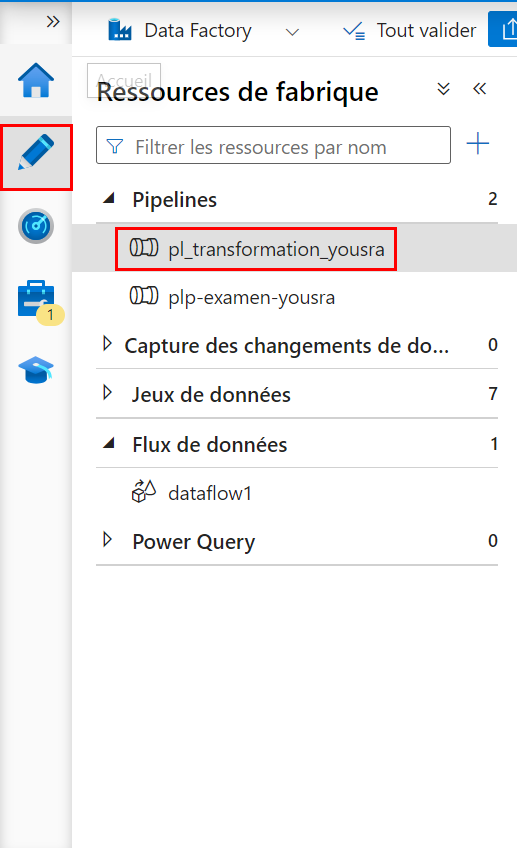 Data Factory
Tout valider
Accueil
Ressources de fabrique
Filtrer les ressources par nom
Pipelines 2
pl_transformation_yousra
plp-examen-yousra
Capture des changements de do... 0
Jeux de données 7
Flux de données 1
dataflow1
Power Query 0
1